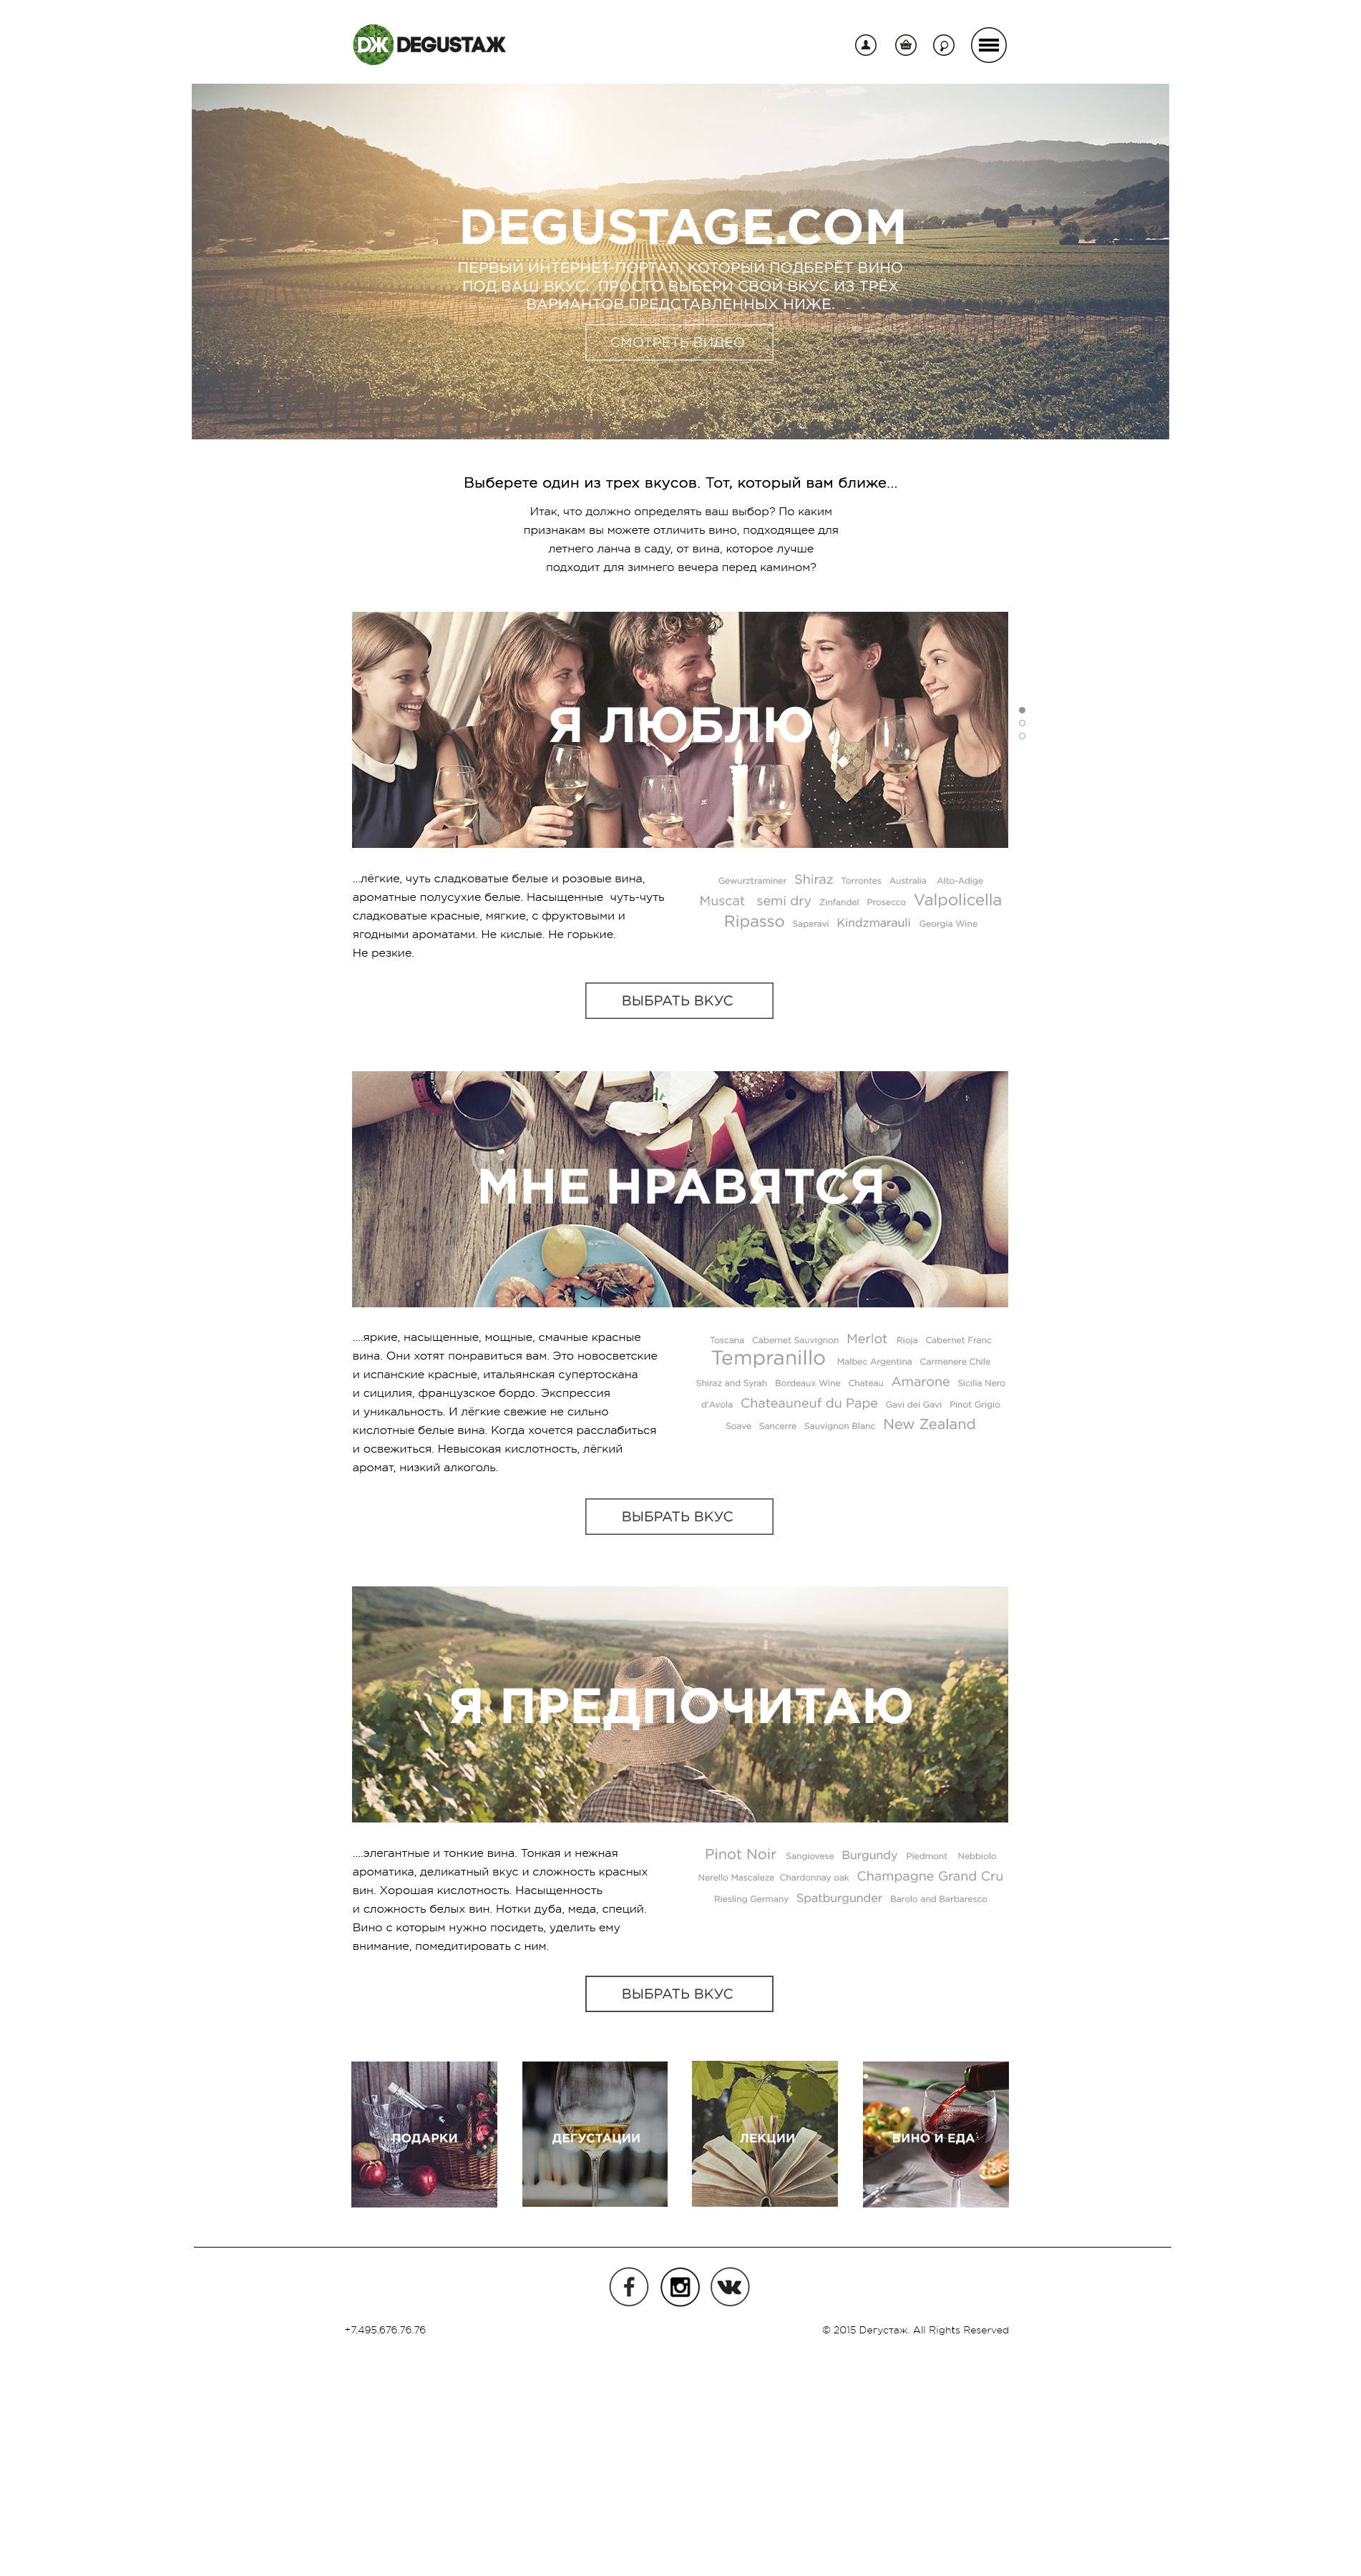 ДЖ DEGUSTАЖ
DEGUSTAGE.COM
ПЕРВЫЙ ИНТЕРНЕТ-ПОРТАЛ, КОТОРЫЙ ПОДБЕРЁТ ВИНО
ПОД ВАШ ВКУС. ПРОСТО ВЫБЕРИ СВОЙ ВКУС ИЗ ТРЁХ
ВАРИАНТОВ ПРЕДСТАВЛЕННЫХ НИЖЕ.
СМОТРЕТЬ ВИДЕО
Выберете один из трех вкусов. Тот, который вам ближе...
Итак, что должно определять ваш выбор? По каким
признакам вы можете отличить вино, подходящее для
летнего ланча в саду, от вина, которое лучше
подходит для зимнего вечера перед камином?
Я ЛЮБЛЮ
...лёгкие, чуть сладковатые белые и розовые вина,
ароматные полусухие белые. Насыщенные чуть-чуть
сладковатые красные, мягкие, с фруктовыми и
ягодными ароматами. Не кислые. Не горькие.
Не резкие.
Gewurztraminer Shiraz Torrontes Australia Alto-Adige
Muscat semi dry Zinfandel Prosecco Valpolicella
Ripasso Saperavi Kindzmarauli Georgia Wine
ВЫБРАТЬ ВКУС
МНЕ НРАВЯТСЯ
....яркие, насыщенные, мощные, смачные красные
вина. Они хотят понравиться вам. Это новосветские
и испанские красные, итальянская супертоскана
и сицилия, французское бордо. Экспрессия
и уникальность. И лёгкие свежие не сильно
кислотные белые вина. Когда хочется расслабиться
и освежиться. Невысокая кислотность, лёгкий
аромат, низкий алкоголь.
Toscana Cabernet Sauvignon Merlot Rioja Cabernet Franc
Tempranillo Malbec Argentina Carmenere Chile
Shiraz and Syrah Bordeaux Wine Chateau Amarone Sicilia Nero
d'Avola Chateauneuf du Pape Gavi dei Gavi Pinot Grigio
Soave Sancerre Sauvignon Blanc New Zealand
ВЫБРАТЬ ВКУС
Я ПРЕДПОЧИТАЮ
....элегантные и тонкие вина. Тонкая и нежная
ароматика, деликатный вкус и сложность красных
вин. Хорошая кислотность. Насыщенность
и сложность белых вин. Нотки дуба, меда, специй.
Вино с которым нужно посидеть, уделить ему
внимание, помедитировать с ним.
Pinot Noir Sangiovese Burgundy Piedmont Nebbiolo
Nerello Mascaleze Chardonnay oak Champagne Grand Cru
Riesling Germany Spatburgunder Barolo and Barbaresco
ВЫБРАТЬ ВКУС
ПОДАРКИ
ДЕГУСТАЦИИ
ЛЕКЦИИ
ВИНО И ЕДА
+7.495.676.76.76
© 2015 Дегустаж. All Rights Reserved